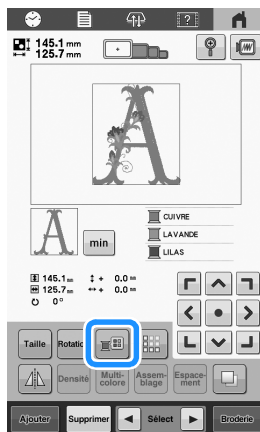 145.1 mm
125.7 mm
A
A
min
CUIVRE
LAVANDE
LILAS
145.1 mm + 0.0 mm
125.7 mm + 0.0 mm
0°
Taille Rotatio
Densité Multi-colore Assem-blage Espace-ment
Ajouter Supprimer Sélect Broderie